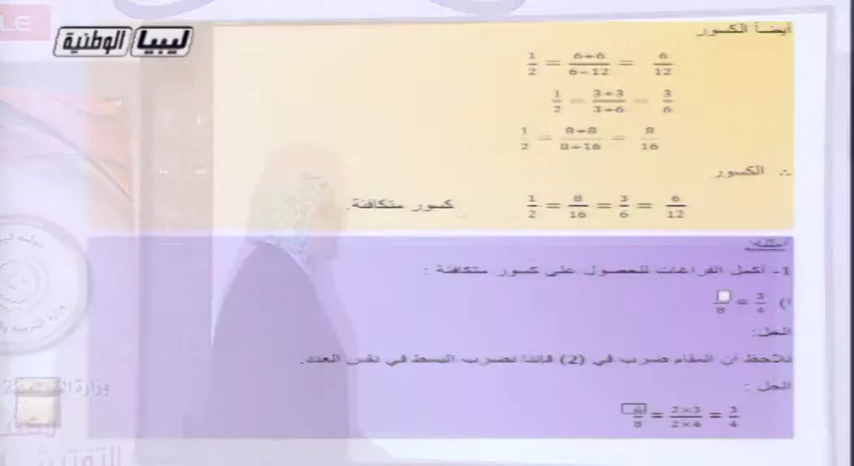 ليبيا الوطنية
أيضاً الكسور
1/2 = 6÷6/6÷12 = 6/12
1/2 = 3÷3/3÷6 = 3/6
1/2 = 8÷8/8÷16 = 8/16
∴ الكسور
1/2 = 8/16 = 3/6 = 6/12 كسور متكافئة.
أمثلة:
1- أكمل الفراغات للحصول على كسور متكافئة :
□/8 = 3/4 (أ
الحل:
نلاحظ أن المقام ضرب في (2) فإننا نضرب البسط في نفس العدد.
الحل :
6/8 = 2×3/2×4 = 3/4
وزارة